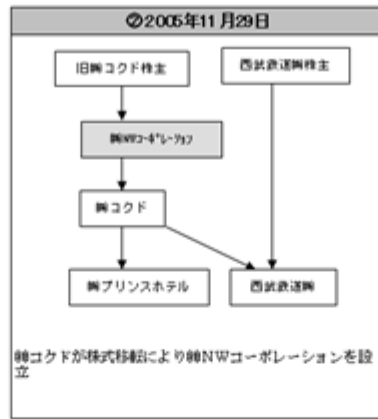 ②2005年11月29日
旧㈱コクド株主
西武鉄道㈱株主
㈱NWコーポレーション
㈱コクド
㈱プリンスホテル
西武鉄道㈱
㈱コクドが株式移転により㈱NWコーポレーションを設
立